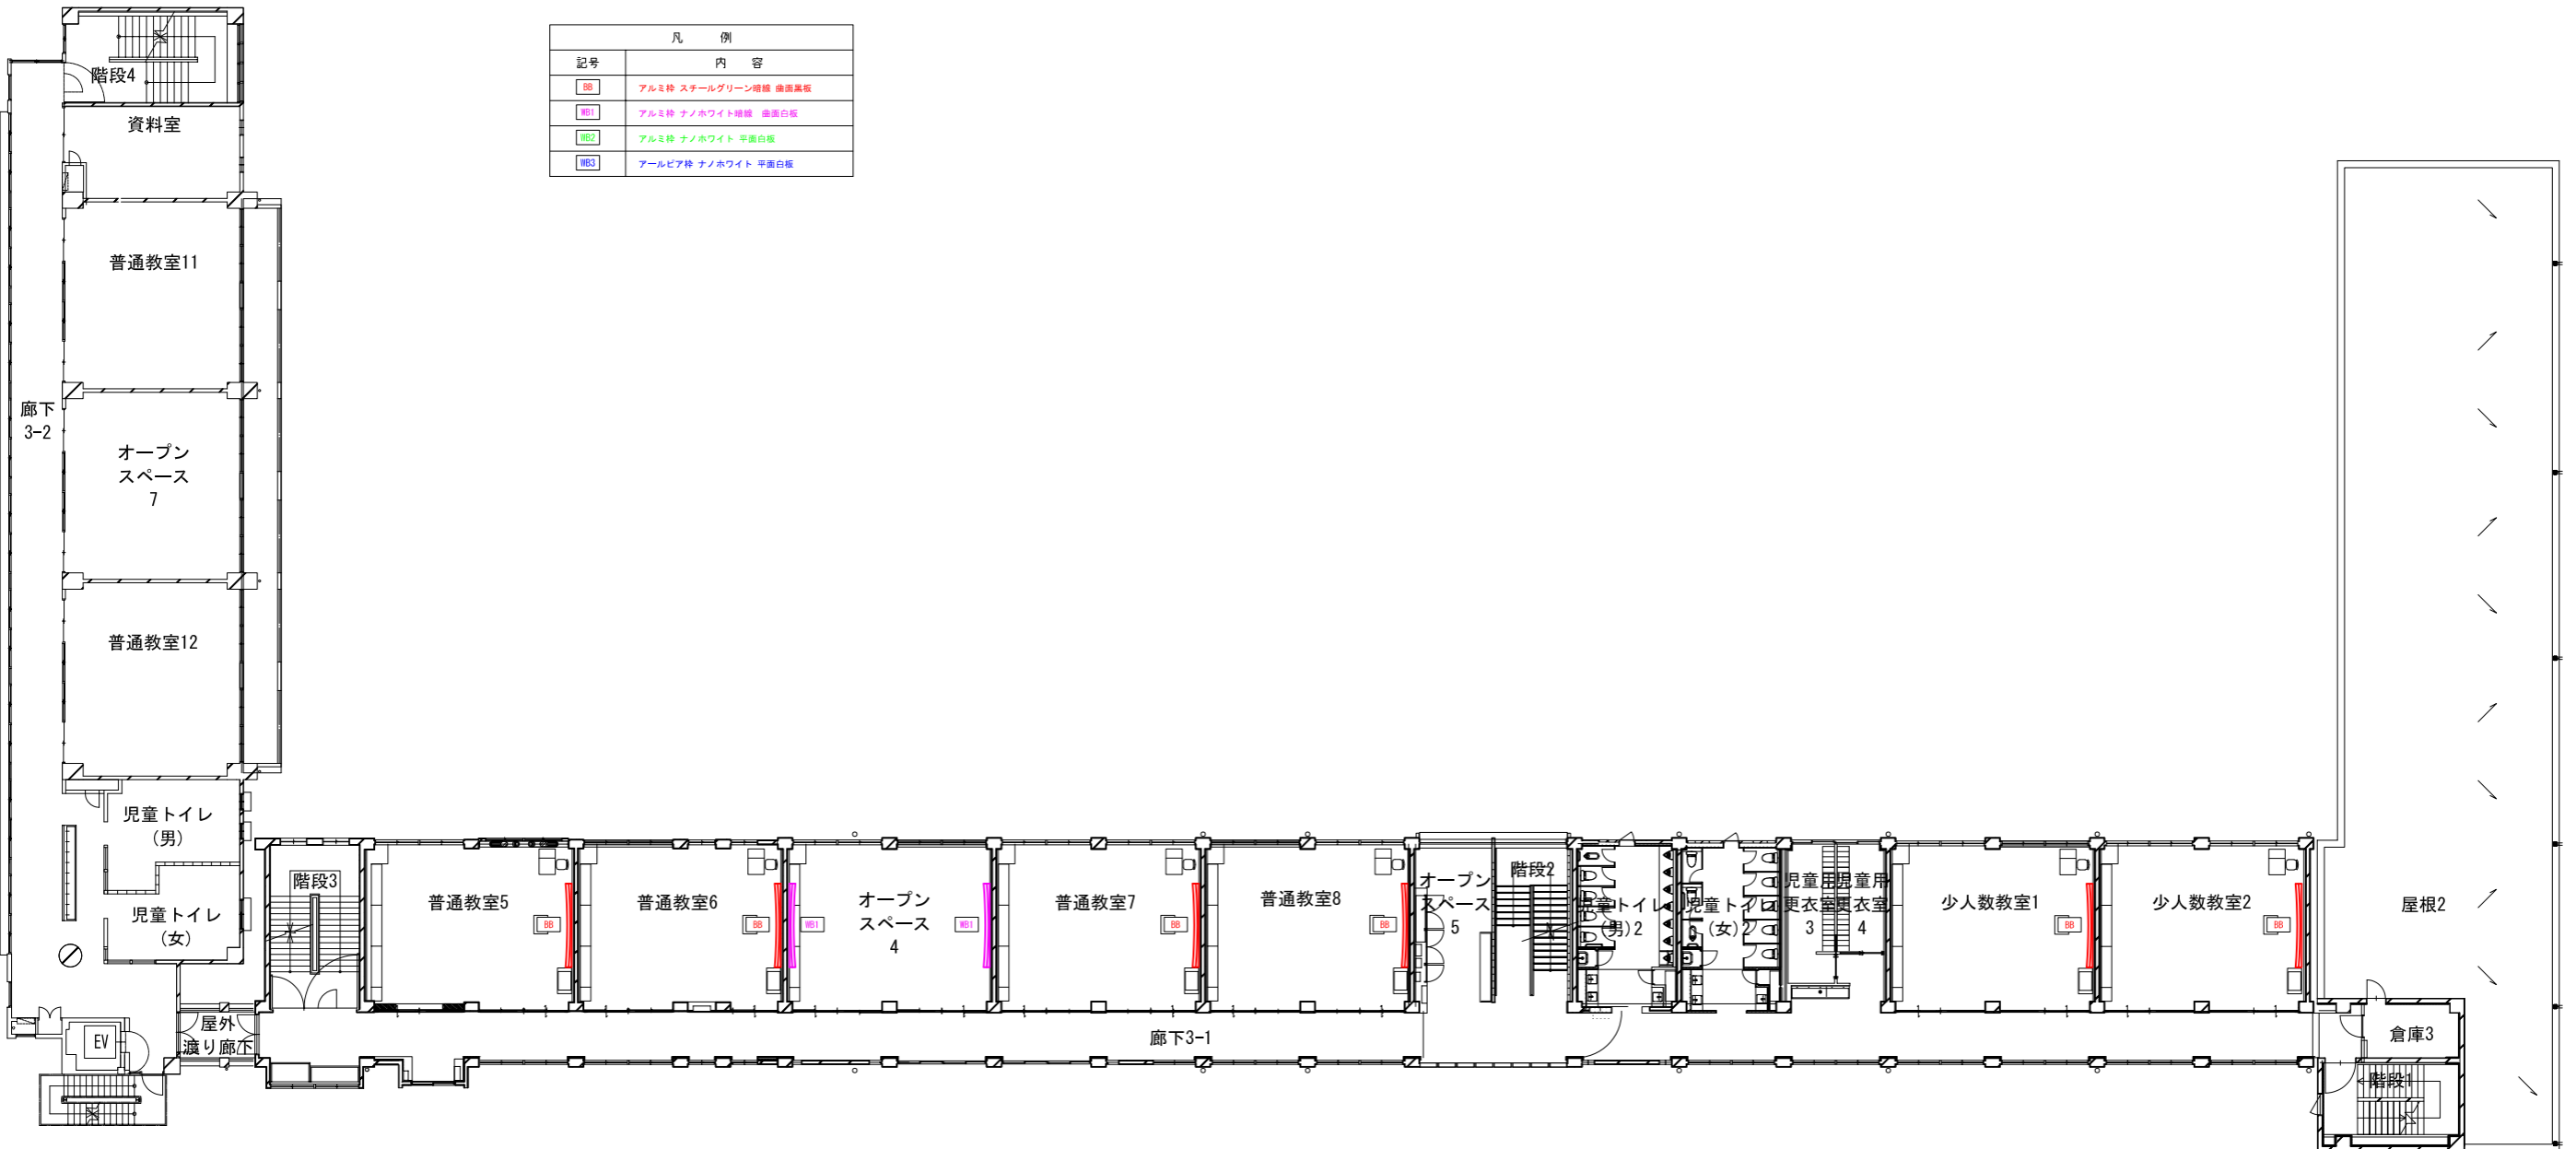 凡 例
記号 内 容
BB アルミ枠 スチールグリーン暗線 曲面黒板
WB1 アルミ枠 ナノホワイト暗線 曲面白板
WB2 アルミ枠 ナノホワイト 平面白板
WB3 アールピア枠 ナノホワイト 平面白板
階段4
資料室
普通教室11
廊下
3-2
オープン
スペース
7
普通教室12
児童トイレ
(男)
児童トイレ
(女)
EV
屋外
渡り廊下
階段3
普通教室5
BB
普通教室6
BB
WB1
オープン
スペース
4
WB1
普通教室7
BB
普通教室8
BB
オープン
スペース
5
階段2
児童トイレ
(男)2
児童トイレ
(女)2
児童用
更衣室
3
児童用
更衣室
4
少人数教室1
BB
少人数教室2
BB
廊下3-1
屋根2
倉庫3
階段1